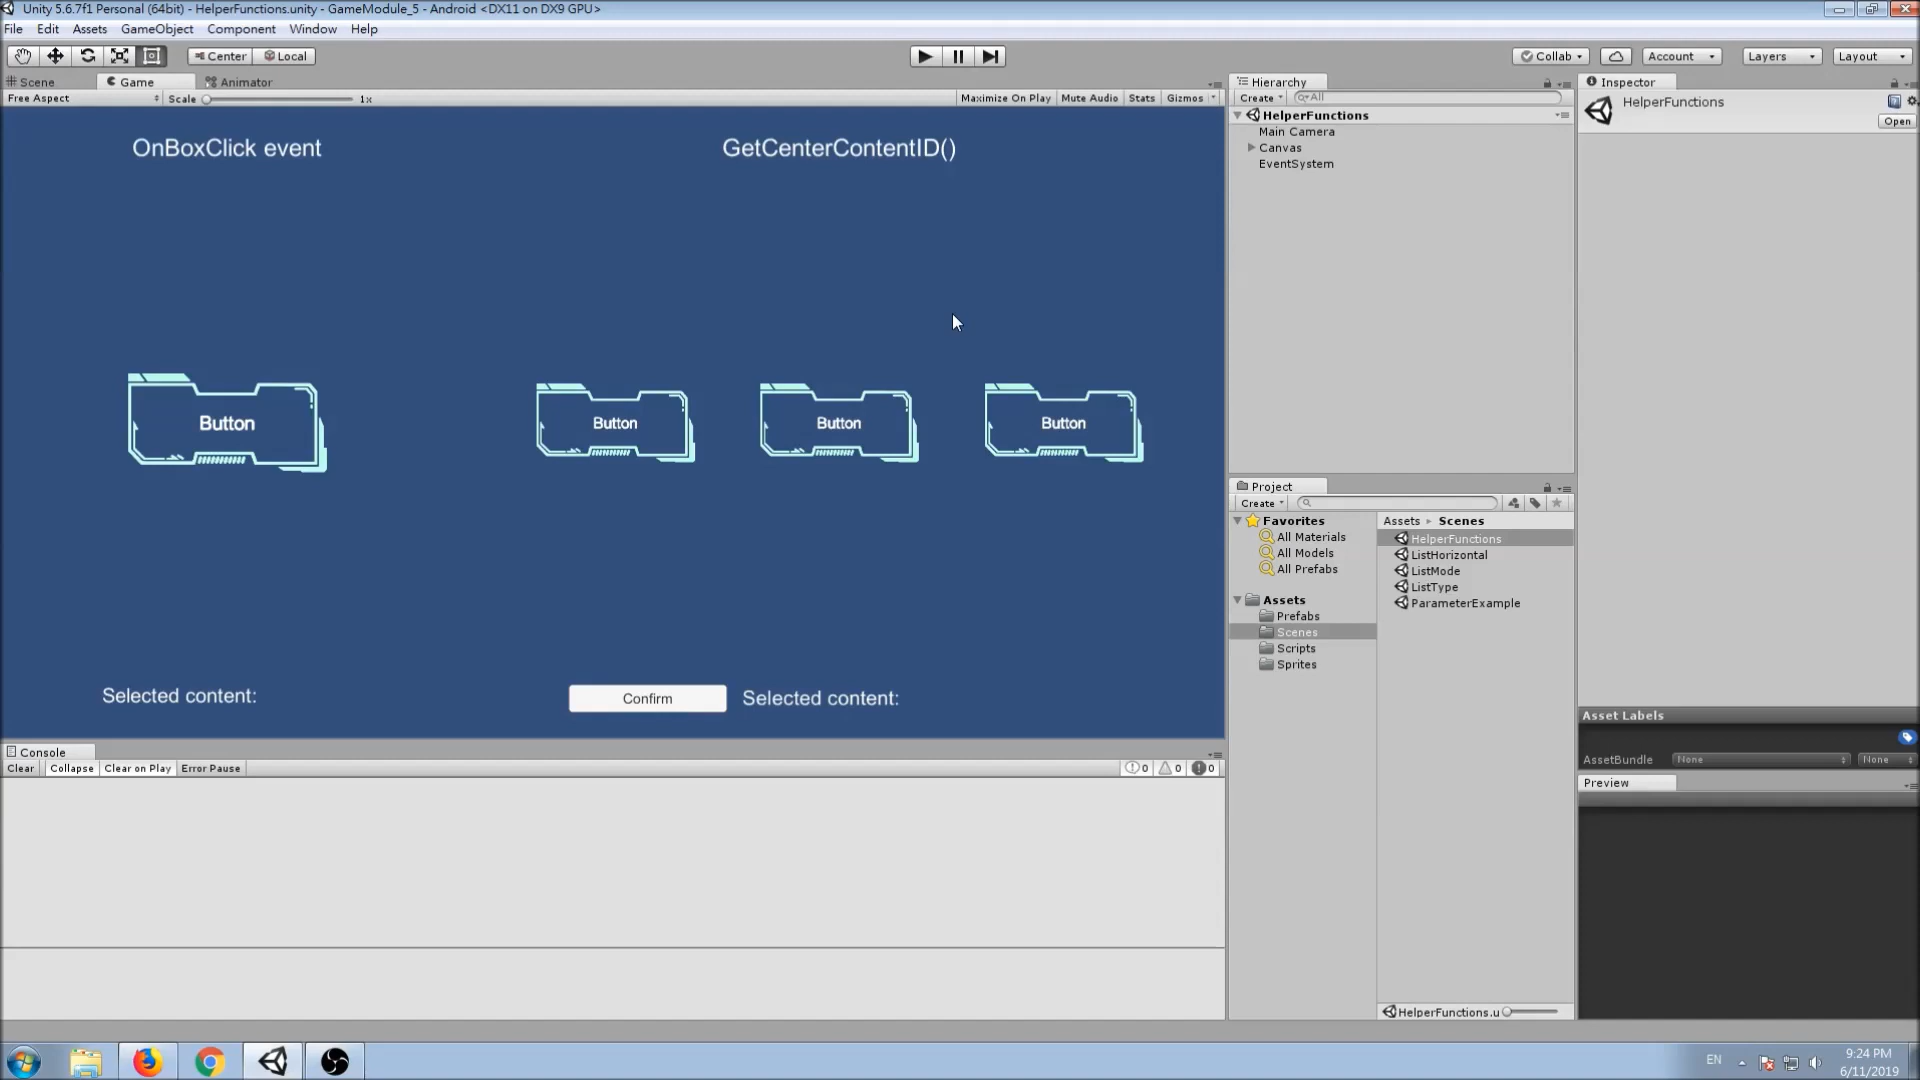 Unity 5.6.7f1 Personal (64bit) - HelperFunctions.unity - GameModule_5 - Android <DX11 on DX9 GPU>
File Edit Assets GameObject Component Window Help
Center Local
Collab Account Layers Layout
Scene Game Animator
Free Aspect Scale 1x
Maximize On Play Mute Audio Stats Gizmos
OnBoxClick event
GetCenterContentID()
Button
Button
Button
Button
Selected content:
Confirm
Selected content:
Console
Clear Collapse Clear on Play Error Pause
0 0 0
Hierarchy
Create All
HelperFunctions
Main Camera
Canvas
EventSystem
Project
Create
Favorites
All Materials
All Models
All Prefabs
Assets
Prefabs
Scenes
Scripts
Sprites
Assets Scenes
HelperFunctions
ListHorizontal
ListMode
ListType
ParameterExample
HelperFunctions.u
Inspector
HelperFunctions
Open
Asset Labels
AssetBundle None None
Preview
EN
9:24 PM
6/11/2019